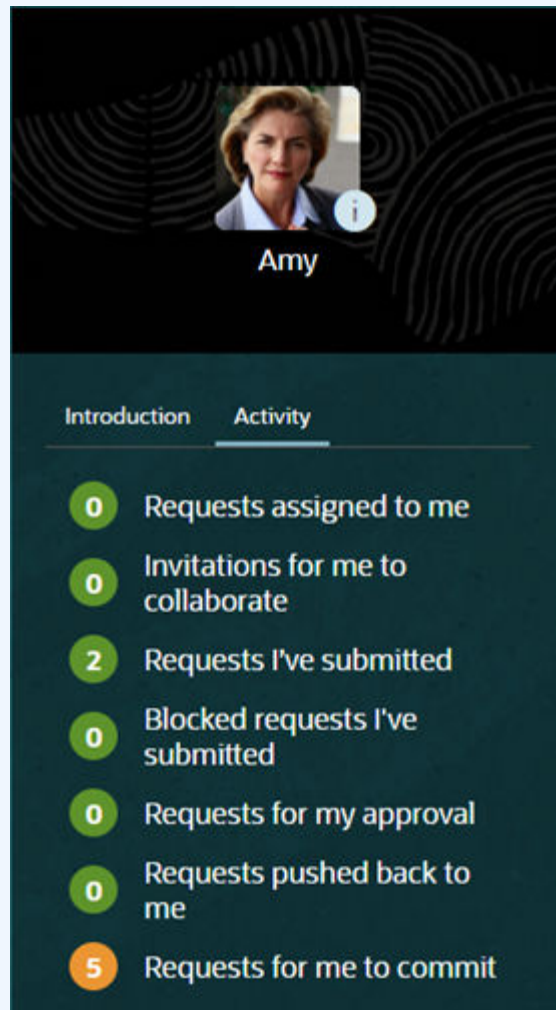 i
Amy
Introduction Activity
0 Requests assigned to me
0 Invitations for me to
collaborate
2 Requests I've submitted
0 Blocked requests I've
submitted
0 Requests for my approval
0 Requests pushed back to
me
5 Requests for me to commit